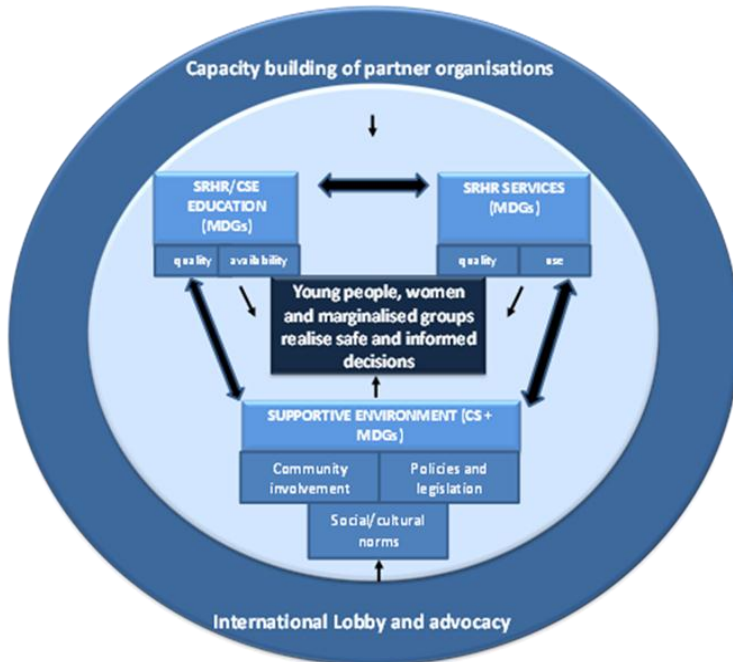 Capacity building of partner organisations
SRHR/CSE
EDUCATION
(MDGs)
quality
availability
SRHR SERVICES
(MDGs)
quality
use
Young people, women
and marginalised groups
realise safe and informed
decisions
SUPPORTIVE ENVIRONMENT (CS +
MDGs)
Community
involvement
Policies and
legislation
Social/cultural
norms
International Lobby and advocacy